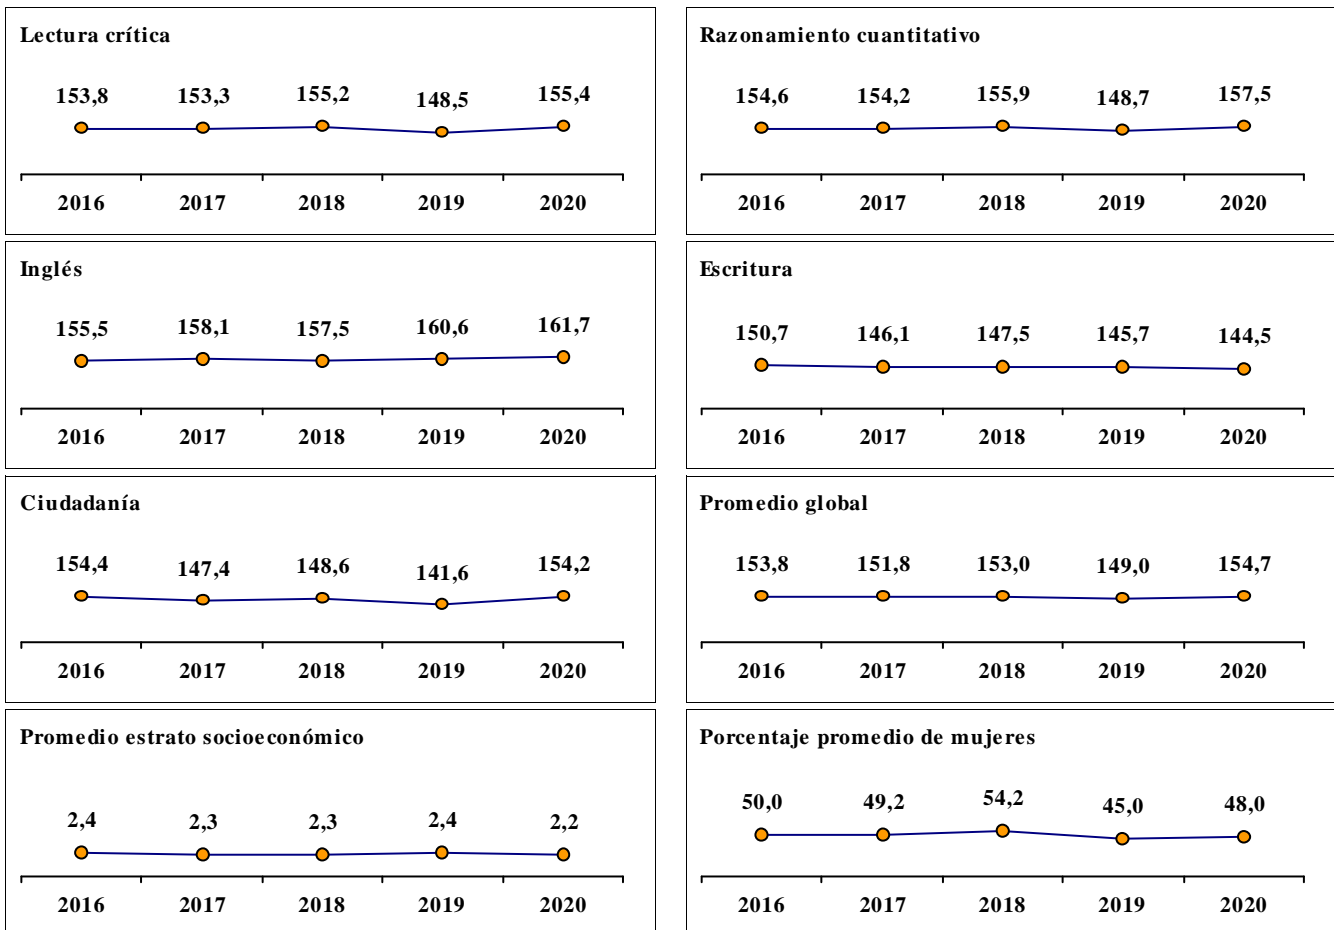 Lectura crítica
153,8 153,3 155,2 148,5 155,4
2016 2017 2018 2019 2020
Razonamiento cuantitativo
154,6 154,2 155,9 148,7 157,5
2016 2017 2018 2019 2020
Inglés
155,5 158,1 157,5 160,6 161,7
2016 2017 2018 2019 2020
Escritura
150,7 146,1 147,5 145,7 144,5
2016 2017 2018 2019 2020
Ciudadanía
154,4 147,4 148,6 141,6 154,2
2016 2017 2018 2019 2020
Promedio global
153,8 151,8 153,0 149,0 154,7
2016 2017 2018 2019 2020
Promedio estrato socioeconómico
2,4 2,3 2,3 2,4 2,2
2016 2017 2018 2019 2020
Porcentaje promedio de mujeres
50,0 49,2 54,2 45,0 48,0
2016 2017 2018 2019 2020